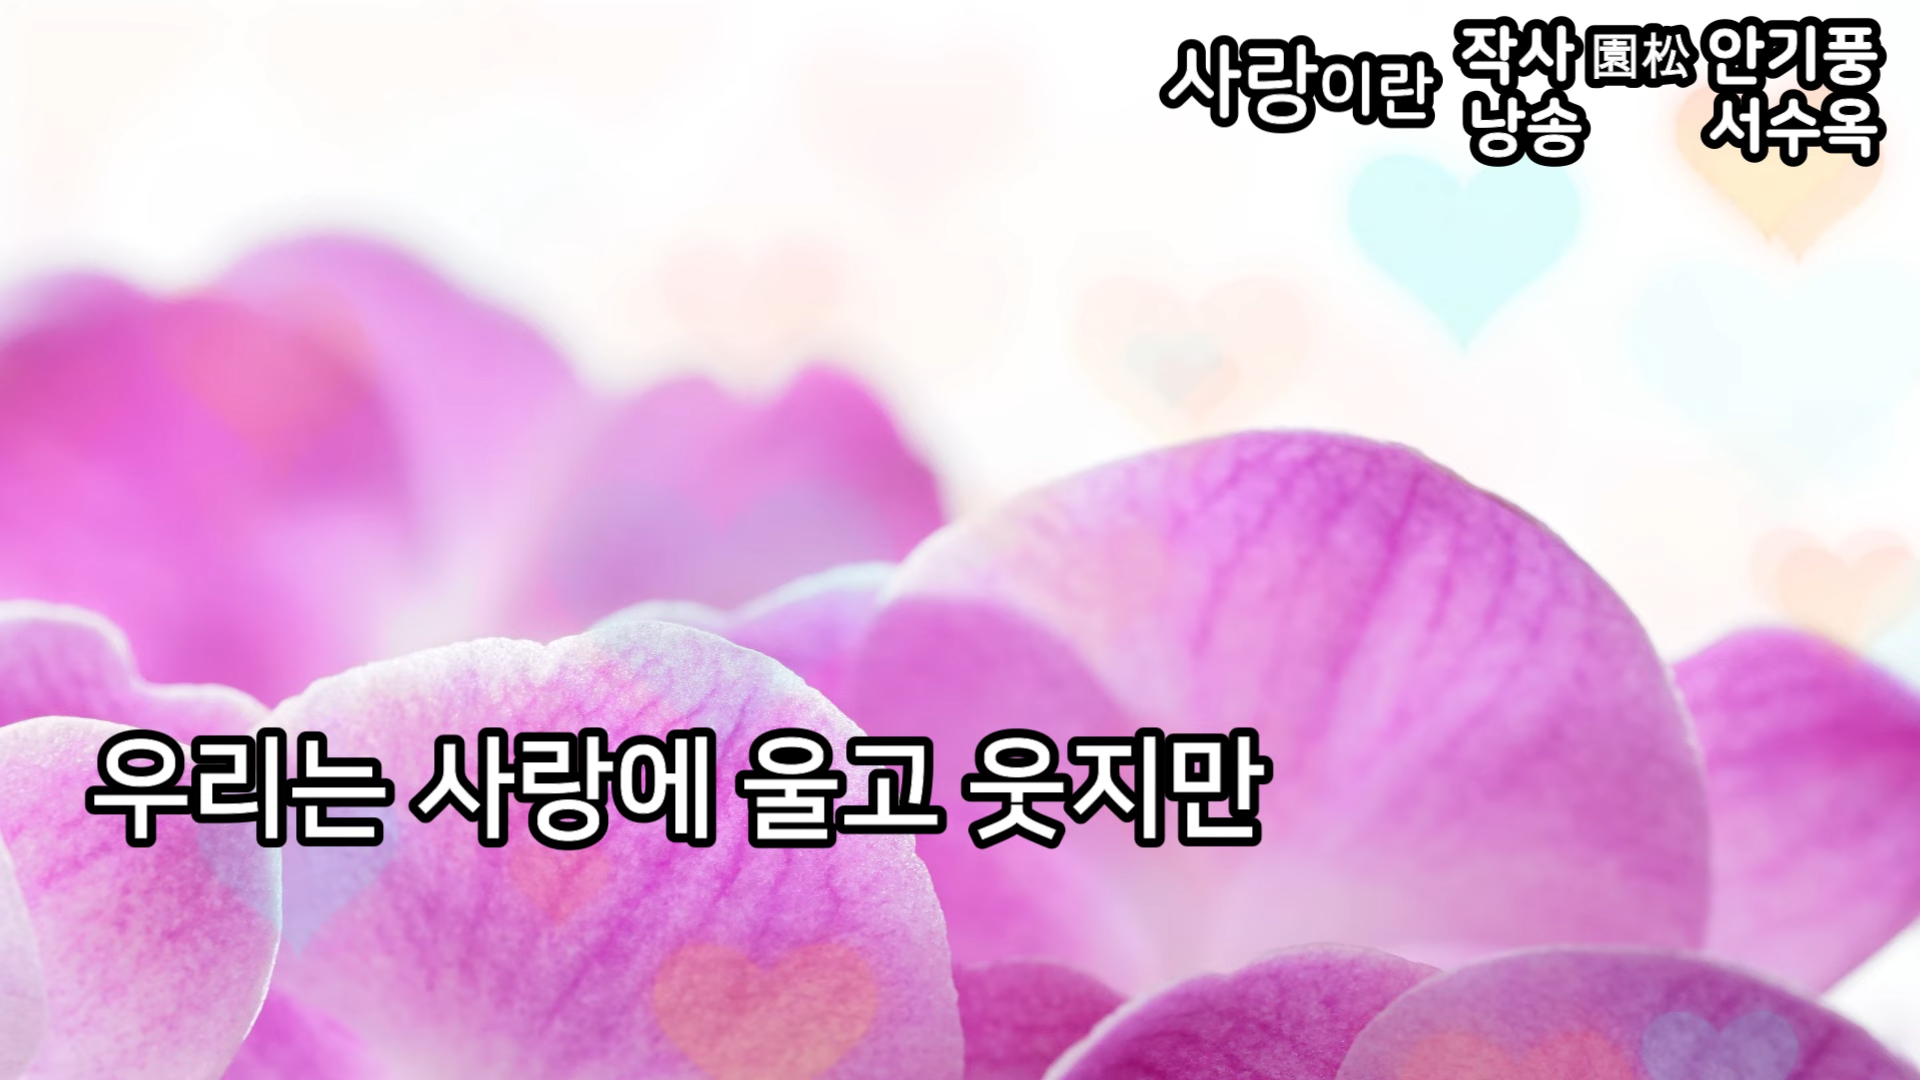 사랑이란
작사 園松 안기풍
낭송 서수옥
우리는 사랑에 울고 웃지만